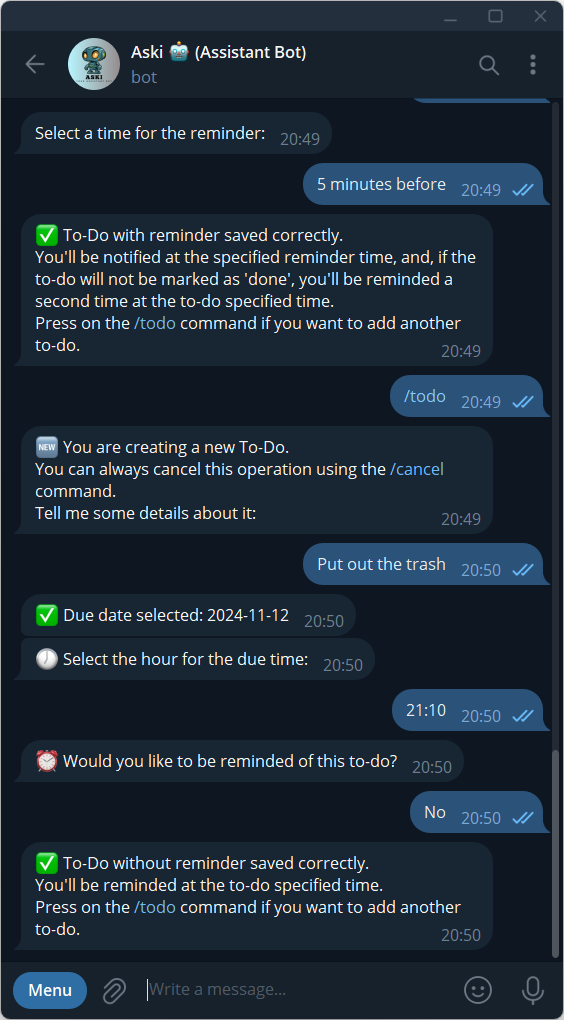 Aski 🤖 (Assistant Bot)
bot
ASKI
Select a time for the reminder: 20:49
5 minutes before 20:49
✅ To-Do with reminder saved correctly.
You'll be notified at the specified reminder time, and, if the
to-do will not be marked as 'done', you'll be reminded a
second time at the to-do specified time.
Press on the /todo command if you want to add another
to-do. 20:49
/todo 20:49
🆕 You are creating a new To-Do.
You can always cancel this operation using the /cancel
command.
Tell me some details about it: 20:49
Put out the trash 20:50
✅ Due date selected: 2024-11-12 20:50
🕖 Select the hour for the due time: 20:50
21:10 20:50
⏰ Would you like to be reminded of this to-do? 20:50
No 20:50
✅ To-Do without reminder saved correctly.
You'll be reminded at the to-do specified time.
Press on the /todo command if you want to add another
to-do. 20:50
Menu
Write a message...